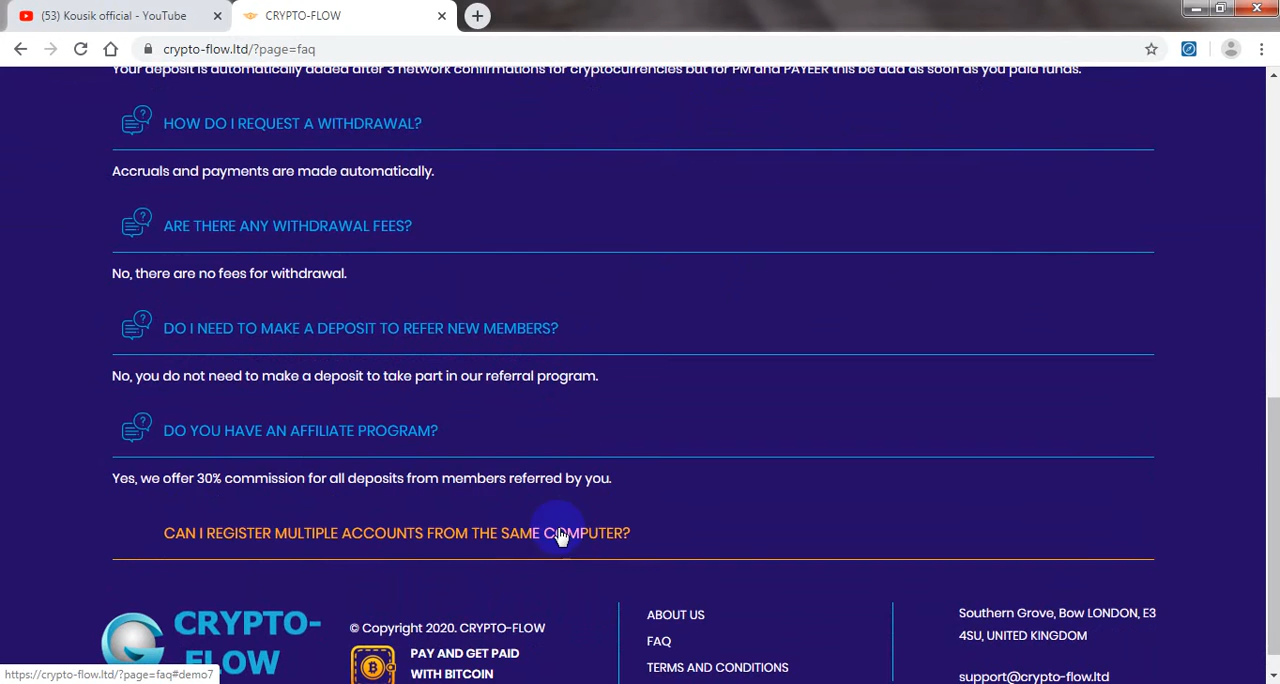 (53) Kousik official - YouTube
CRYPTO-FLOW
crypto-flow.ltd/?page=faq
Your deposit is automatically added after 3 network confirmations for cryptocurrencies but for PM and PAYEER this be add as soon as you paid funds.
HOW DO I REQUEST A WITHDRAWAL?
Accruals and payments are made automatically.
ARE THERE ANY WITHDRAWAL FEES?
No, there are no fees for withdrawal.
DO I NEED TO MAKE A DEPOSIT TO REFER NEW MEMBERS?
No, you do not need to make a deposit to take part in our referral program.
DO YOU HAVE AN AFFILIATE PROGRAM?
Yes, we offer 30% commission for all deposits from members referred by you.
CAN I REGISTER MULTIPLE ACCOUNTS FROM THE SAME COMPUTER?
CRYPTO-
FLOW
© Copyright 2020. CRYPTO-FLOW
PAY AND GET PAID
WITH BITCOIN
ABOUT US
FAQ
TERMS AND CONDITIONS
Southern Grove, Bow LONDON, E3
4SU, UNITED KINGDOM
support@crypto-flow.ltd
https://crypto-flow.ltd/?page=faq#demo7